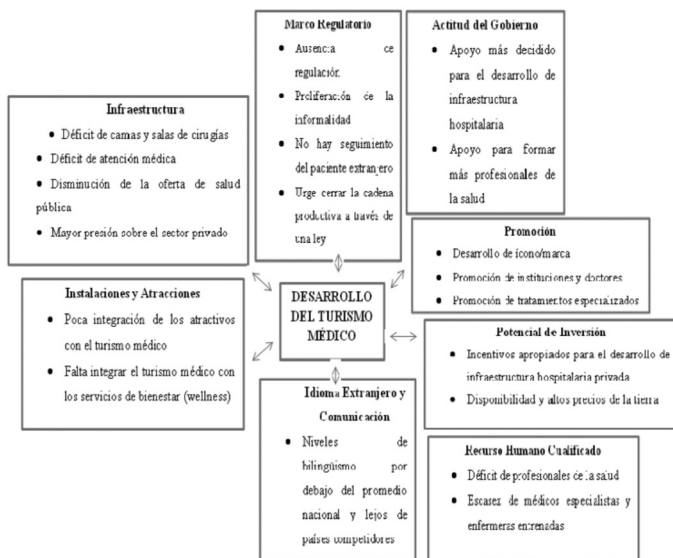 Marco Regulatorio
● Ausencia de
regulación.
● Proliferación de la
informalidad
● No hay seguimiento
del paciente extranjero
● Urge cerrar la cadena
productiva a través de
una ley
Actitud del Gobierno
● Apoyo más decidido
para el desarrollo de
infraestructura
hospitalaria
● Apoyo para formar
más profesionales de
la salud
Infraestructura
● Déficit de camas y salas de cirugías
● Déficit de atención médica
● Disminución de la oferta de salud
pública
● Mayor presión sobre el sector privado
Promoción
● Desarrollo de ícono/marca
● Promoción de instituciones y doctores
● Promoción de tratamientos especializados
Instalaciones y Atracciones
● Poca integración de los atractivos
con el turismo médico
● Falta integrar el turismo médico con
los servicios de bienestar (wellness)
DESARROLLO
DEL TURISMO
MÉDICO
Potencial de Inversión
● Incentivos apropiados para el desarrollo de
infraestructura hospitalaria privada
● Disponibilidad y altos precios de la tierra
Idioma Extranjero y
Comunicación
● Niveles de
bilingüismo por
debajo del promedio
nacional y lejos de
países competidores
Recurso Humano Cualificado
● Déficit de profesionales de la salud
● Escasez de médicos especialistas y
enfermeras entrenadas